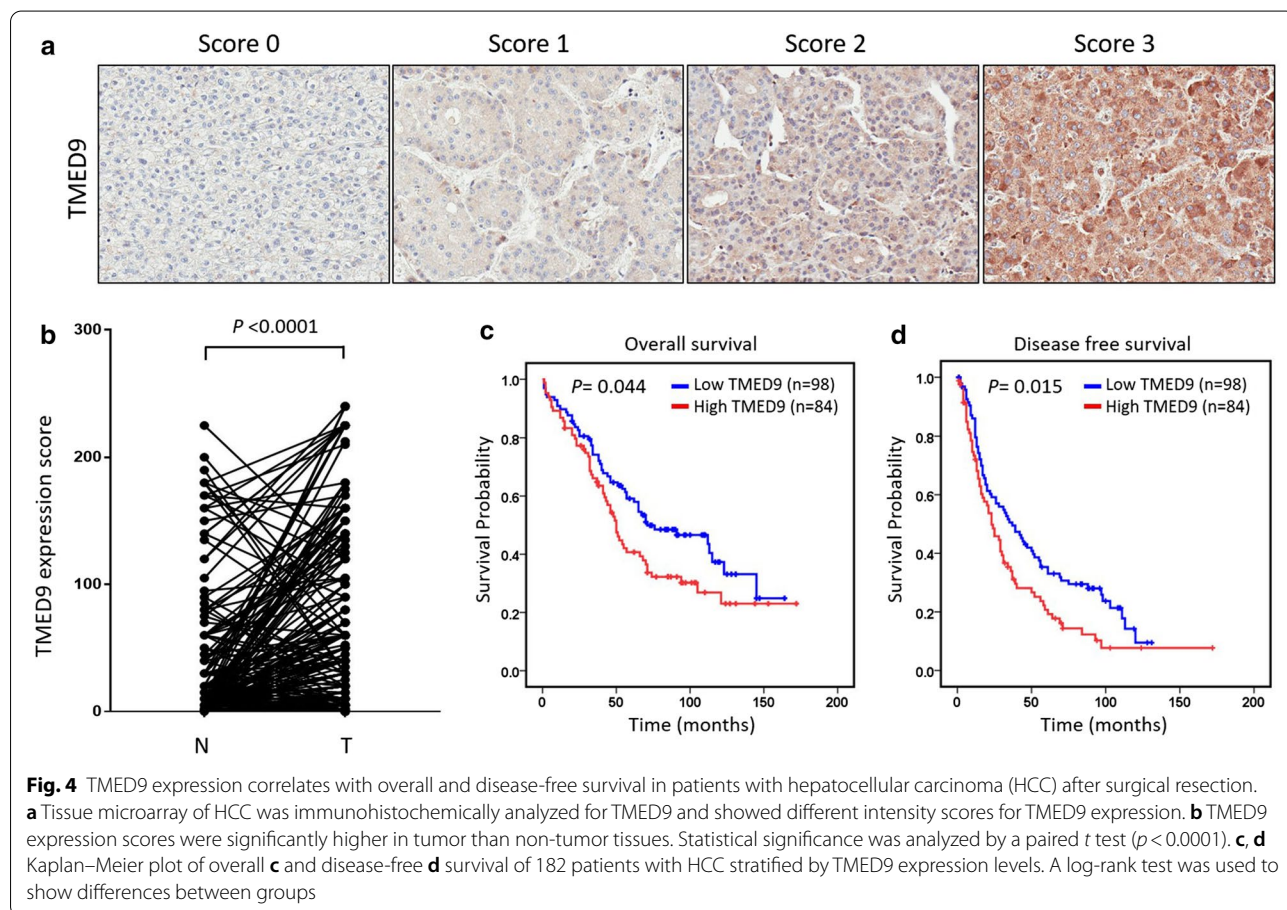 a
Score 0 Score 1 Score 2 Score 3
TMED9
b
P <0.0001
300
200
100
0
TMED9 expression score
N T
c
Overall survival
P= 0.044
Low TMED9 (n=98)
High TMED9 (n=84)
1.0
0.8
0.6
0.4
0.2
0.0
Survival Probability
0 50 100 150 200
Time (months)
d
Disease free survival
P= 0.015
Low TMED9 (n=98)
High TMED9 (n=84)
1.0
0.8
0.6
0.4
0.2
0.0
Survival Probability
0 50 100 150 200
Time (months)
Fig. 4 TMED9 expression correlates with overall and disease-free survival in patients with hepatocellular carcinoma (HCC) after surgical resection.
a Tissue microarray of HCC was immunohistochemically analyzed for TMED9 and showed different intensity scores for TMED9 expression. b TMED9
expression scores were significantly higher in tumor than non-tumor tissues. Statistical significance was analyzed by a paired t test (p < 0.0001). c, d
Kaplan–Meier plot of overall c and disease-free d survival of 182 patients with HCC stratified by TMED9 expression levels. A log-rank test was used to
show differences between groups